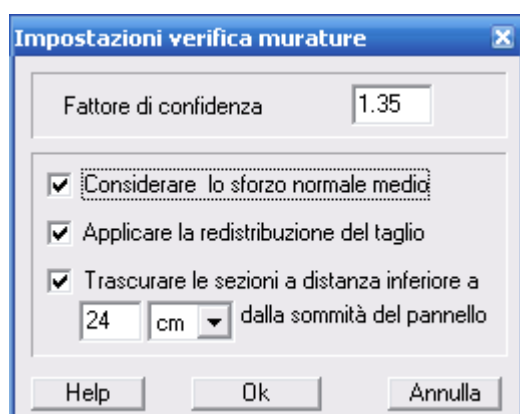 Impostazioni verifica murature
Fattore di confidenza 1.35
Considerare lo sforzo normale medio
Applicare la redistribuzione del taglio
Trascurare le sezioni a distanza inferiore a
24 cm dalla sommità del pannello
Help Ok Annulla